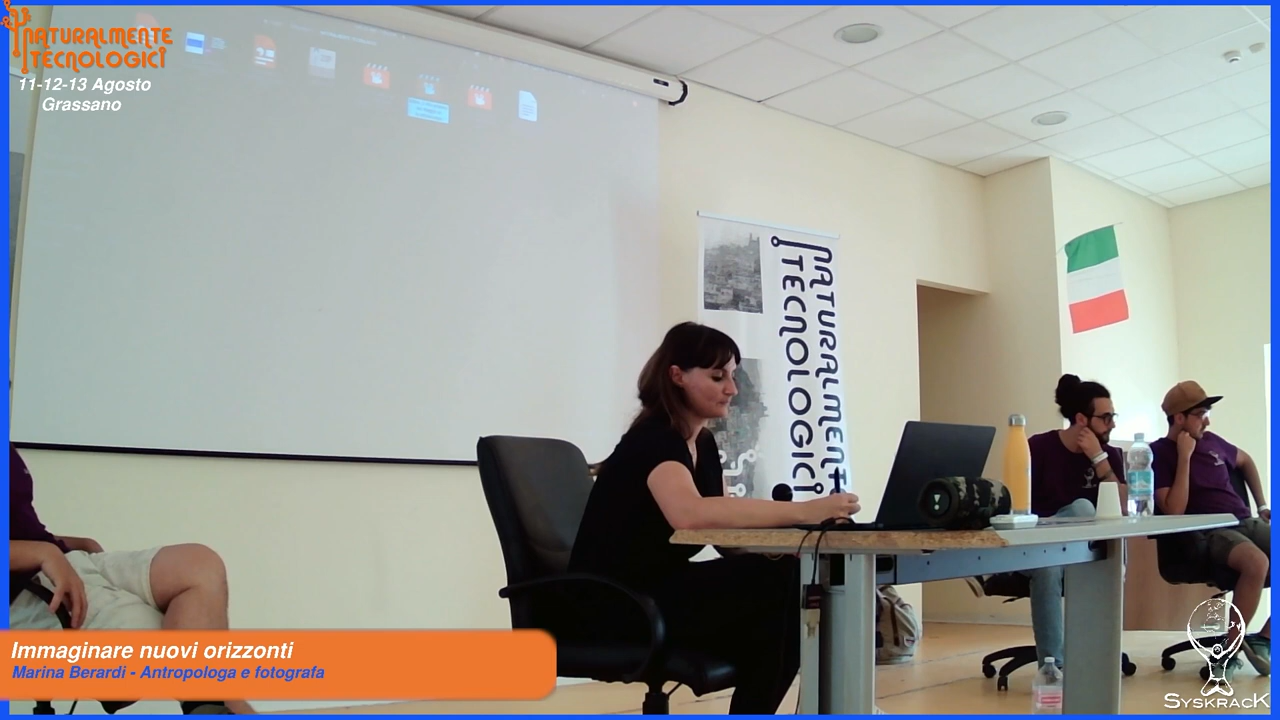 NATURALMENTE
TECNOLOGICI
11-12-13 Agosto
Grassano
NATURALMENTE
TECNOLOGICI
Immaginare nuovi orizzonti
Marina Berardi - Antropologa e fotografa
SYSKRACK